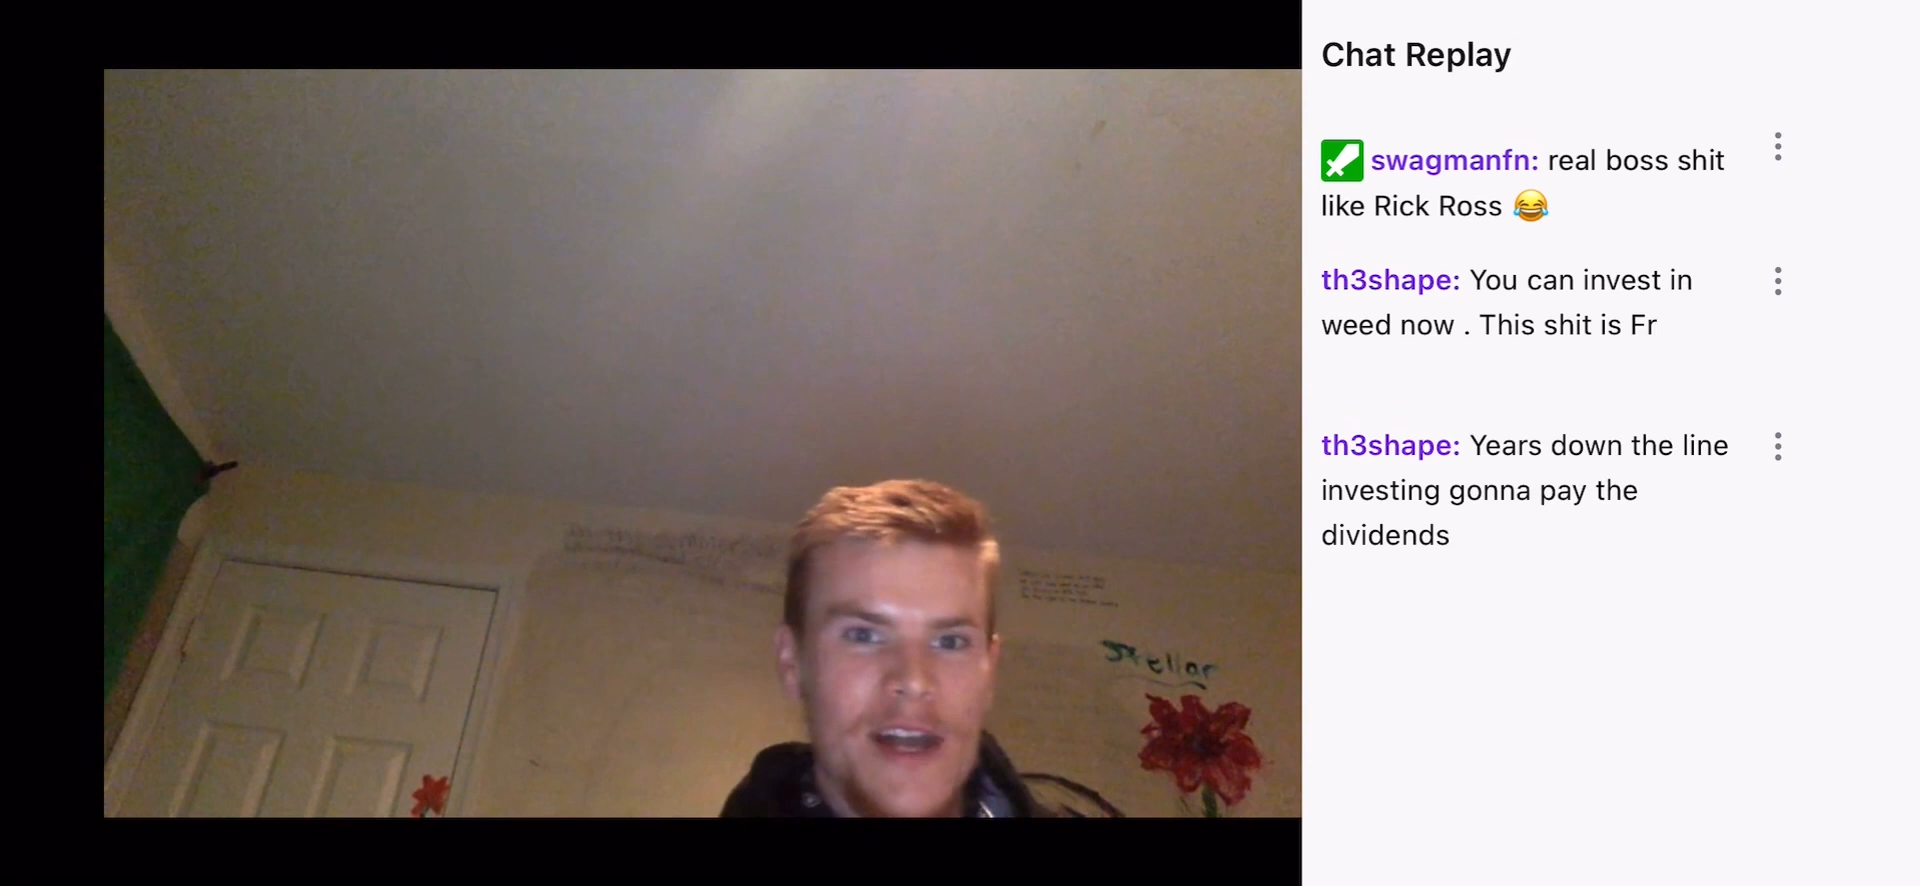 Chat Replay
swagmanfn: real boss shit
like Rick Ross 😂
th3shape: You can invest in
weed now . This shit is Fr
th3shape: Years down the line
investing gonna pay the
dividends
Stellar